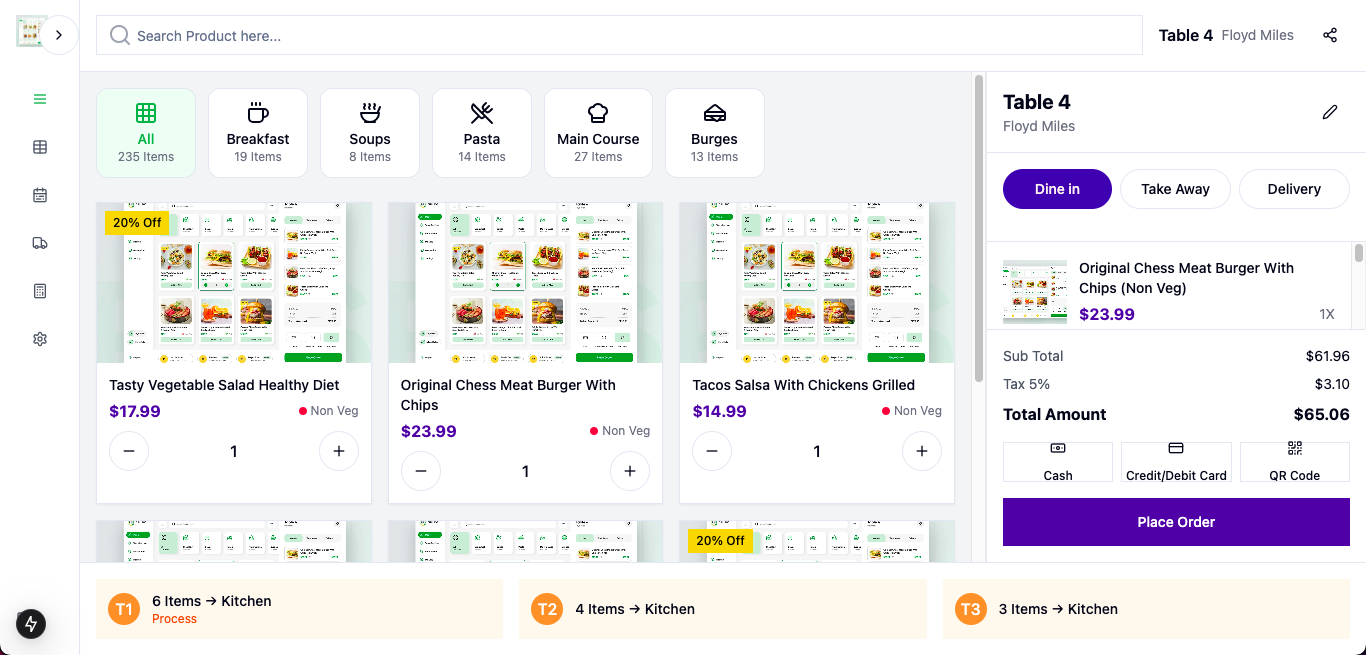 Search Product here...
Table 4 Floyd Miles
All
235 Items
Breakfast
19 Items
Soups
8 Items
Pasta
14 Items
Main Course
27 Items
Burges
13 Items
20% Off
Tasty Vegetable Salad Healthy Diet
$17.99
Non Veg
1
Original Chess Meat Burger With
Chips
$23.99
Non Veg
1
Tacos Salsa With Chickens Grilled
$14.99
Non Veg
1
20% Off
Table 4
Floyd Miles
Dine in
Take Away
Delivery
Original Chess Meat Burger With
Chips (Non Veg)
$23.99
1X
Sub Total
$61.96
Tax 5%
$3.10
Total Amount
$65.06
Cash
Credit/Debit Card
QR Code
Place Order
T1
6 Items → Kitchen
Process
T2
4 Items → Kitchen
T3
3 Items → Kitchen